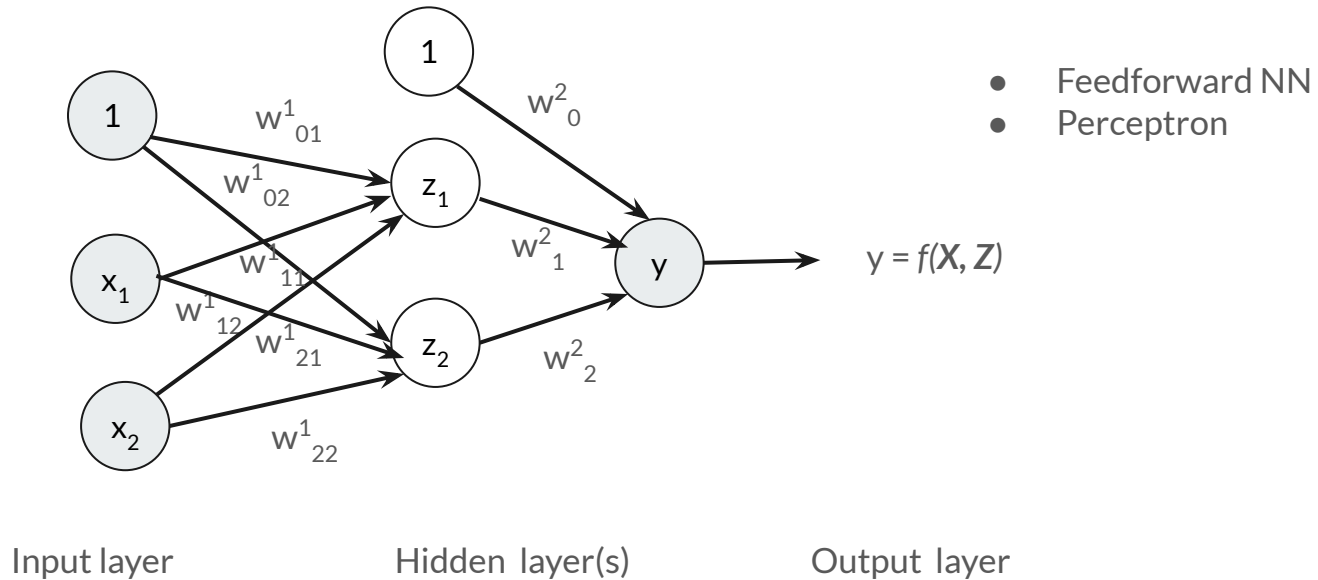 1
1
w²₀
● Feedforward NN
● Perceptron
w¹₀₁
w¹₀₂
z₁
w¹₁₁
w²₁
x₁
y
y = f(X, Z)
w¹₁₂
w¹₂₁
z₂
w²₂
x₂
w¹₂₂
Input layer
Hidden layer(s)
Output layer